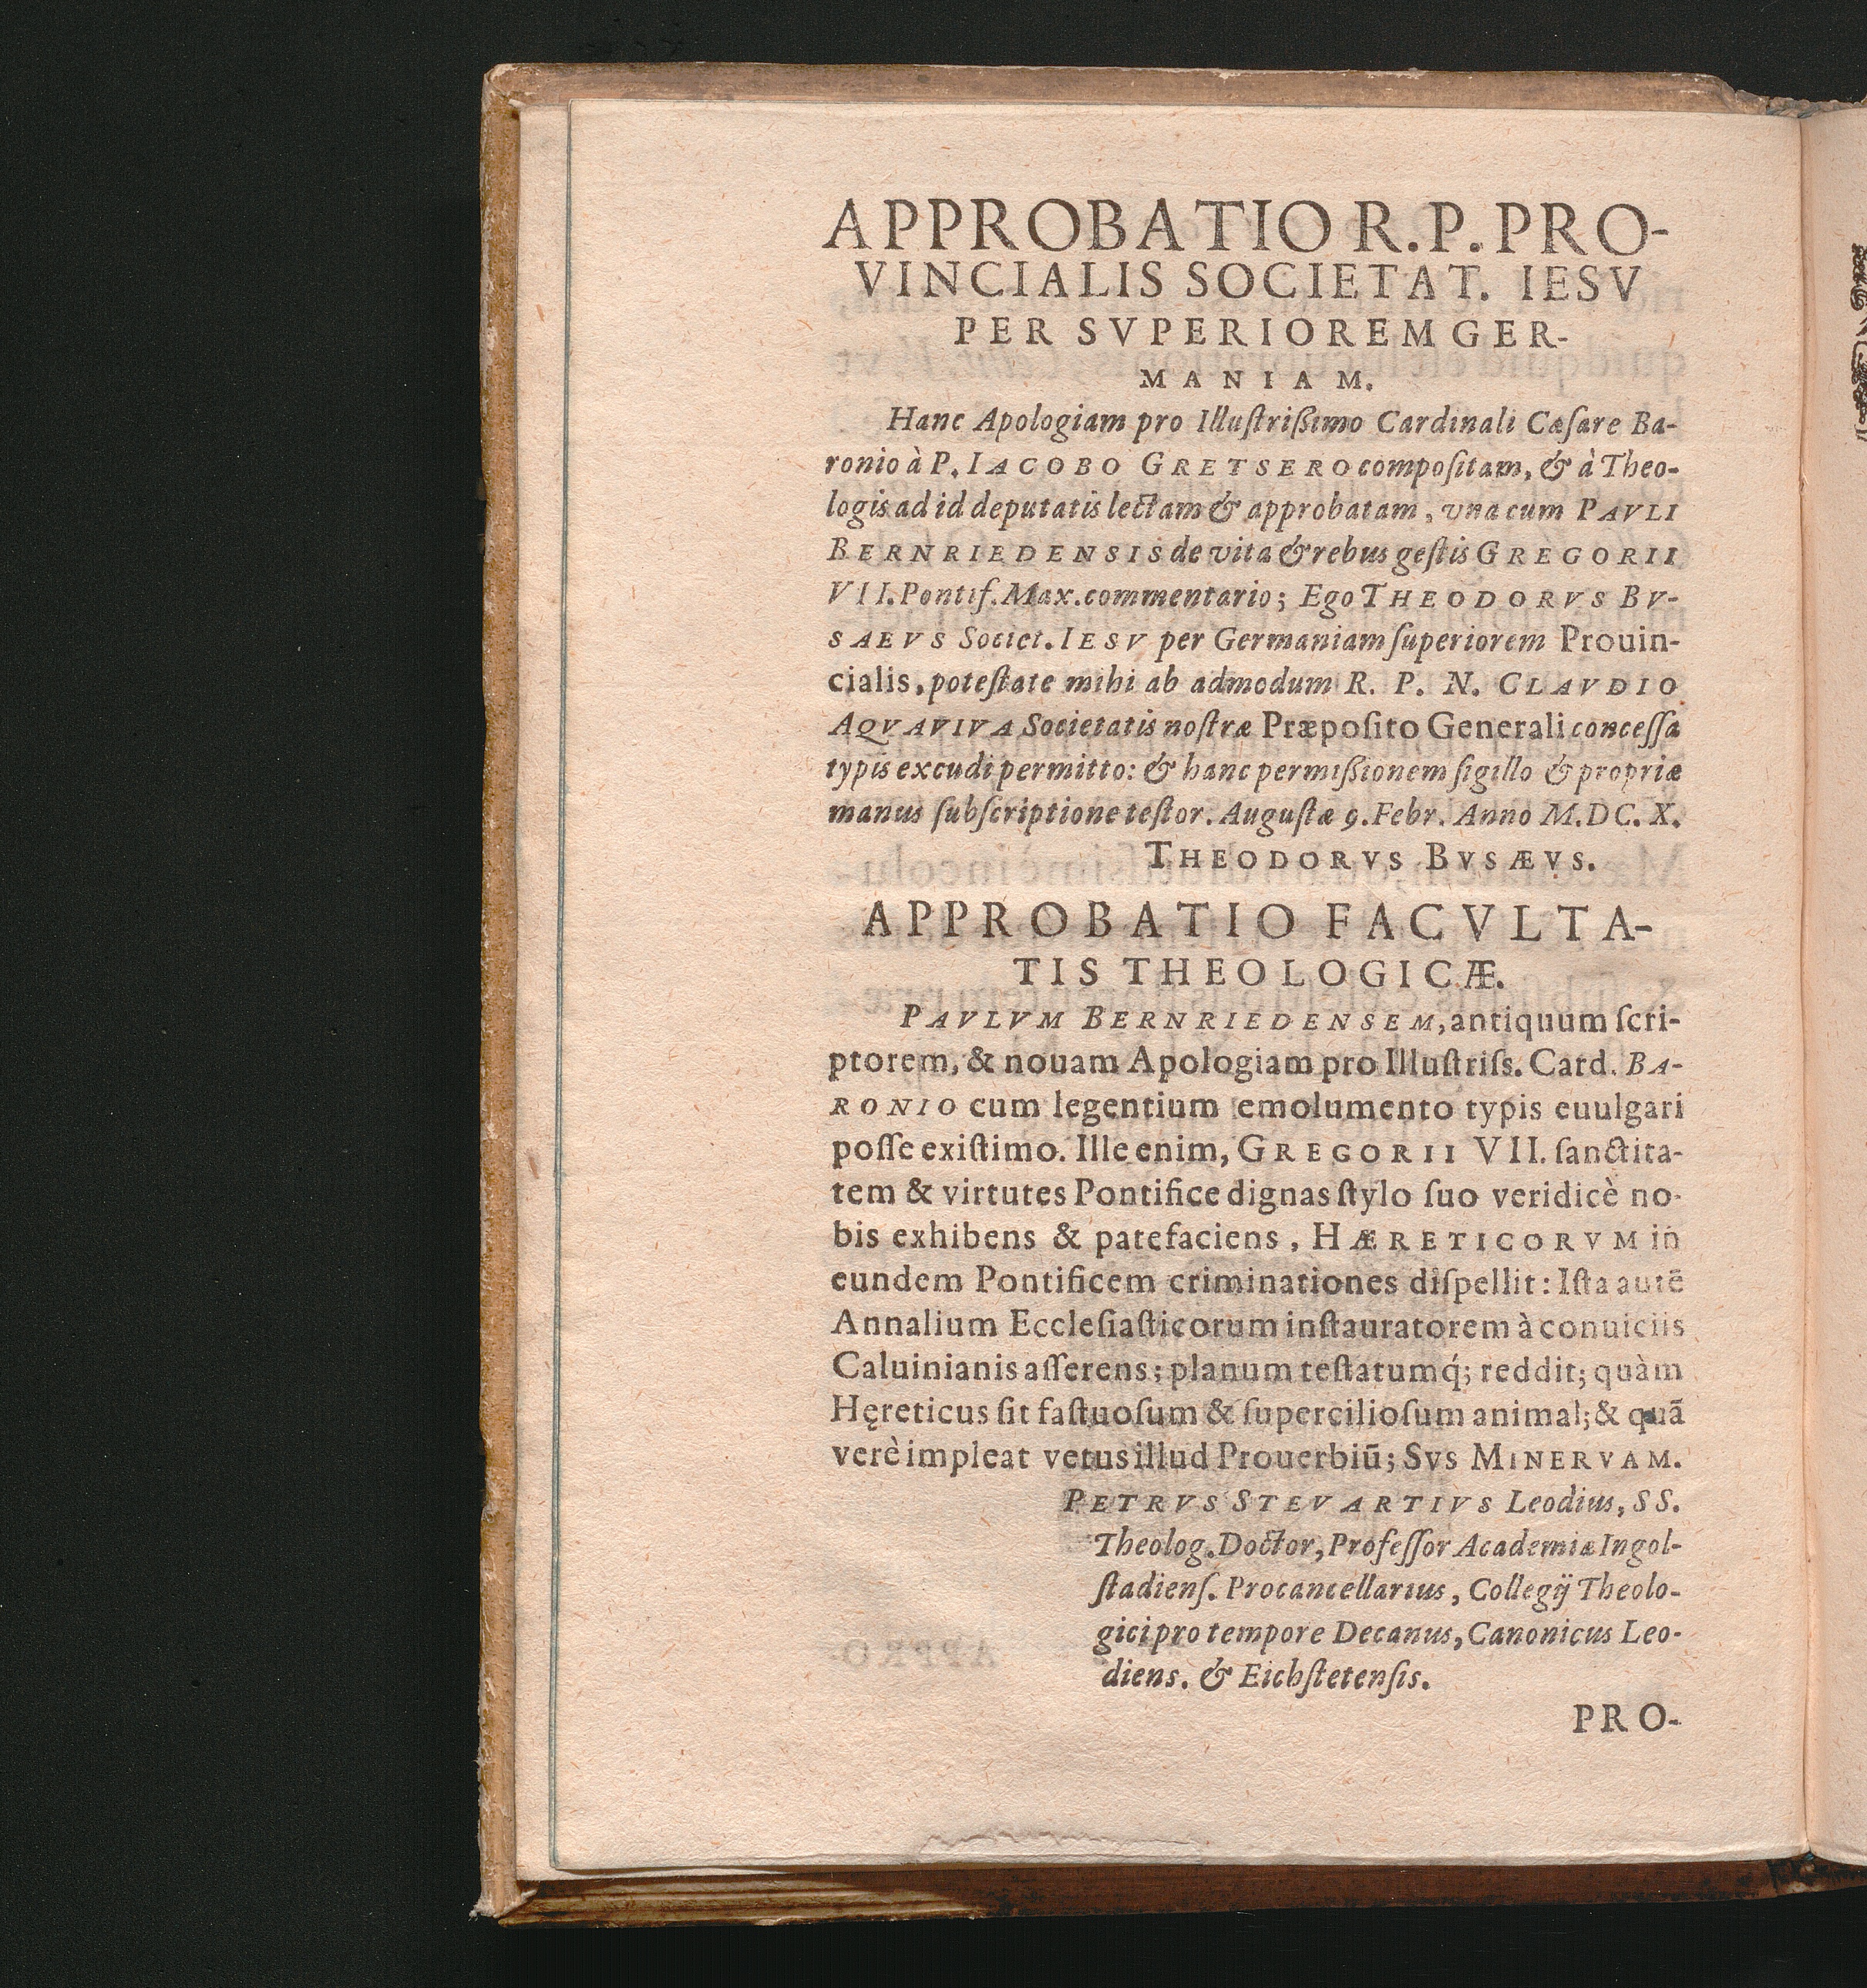 APPROBATIO R.P. PRO-
VINCIALIS SOCIETAT. IESV
PER SVPERIOREM GER-
MANIAM.
Hanc Apologiam pro Illuſtrißimo Cardinali Cæſare Ba-
ronio à P. IACOBO GRETSERO compoſitam, & à Theo-
logis ad id deputatis lectam & approbatam, vna cum PAVLI
BERNRIEDENSIS de vita & rebus geſtis GREGORII
VII. Pontif. Max. commentario; Ego THEODORVS BV-
SAEVS Societ. IESV per Germaniam ſuperiorem Prouin-
cialis, poteſtate mihi ab admodum R. P. N. CLAVDIO
AQVAVIVA Societatis noſtræ Præpoſito Generali conceſſa
typis excudi permitto: & hanc permißionem ſigillo & propriæ
manus ſubſcriptione teſtor. Auguſtæ 9. Febr. Anno M.DC.X.
THEODORVS BVSÆVS.
APPROBATIO FACVLTA-
TIS THEOLOGICÆ.
PAVLVM BERNRIEDENSEM, antiquum ſcri-
ptorem, & nouam Apologiam pro Illuſtriſs. Card. BA-
RONIO cum legentium emolumento typis euulgari
poſſe exiſtimo. Ille enim, GREGORII VII. ſanctita-
tem & virtutes Pontifice dignas ſtylo ſuo veridicè no-
bis exhibens & patefaciens, HÆRETICORVM in
eundem Pontificem criminationes diſpellit: Iſta autē
Annalium Eccleſiaſticorum inſtauratorem à conuiciis
Caluinianis aſſerens; planum teſtatumq́; reddit; quàm
Hęreticus ſit faſtuoſum & ſupercilioſum animal; & quã
verè impleat vetus illud Prouerbiũ; SVS MINERVAM.
PETRVS STEVARTIVS Leodius, SS.
Theolog. Doctor, Profeſſor Academiæ Ingol-
ſtadienſ. Procancellarius, Collegij Theolo-
gici pro tempore Decanus, Canonicus Leo-
diens. & Eichſtetenſis.
PRO-